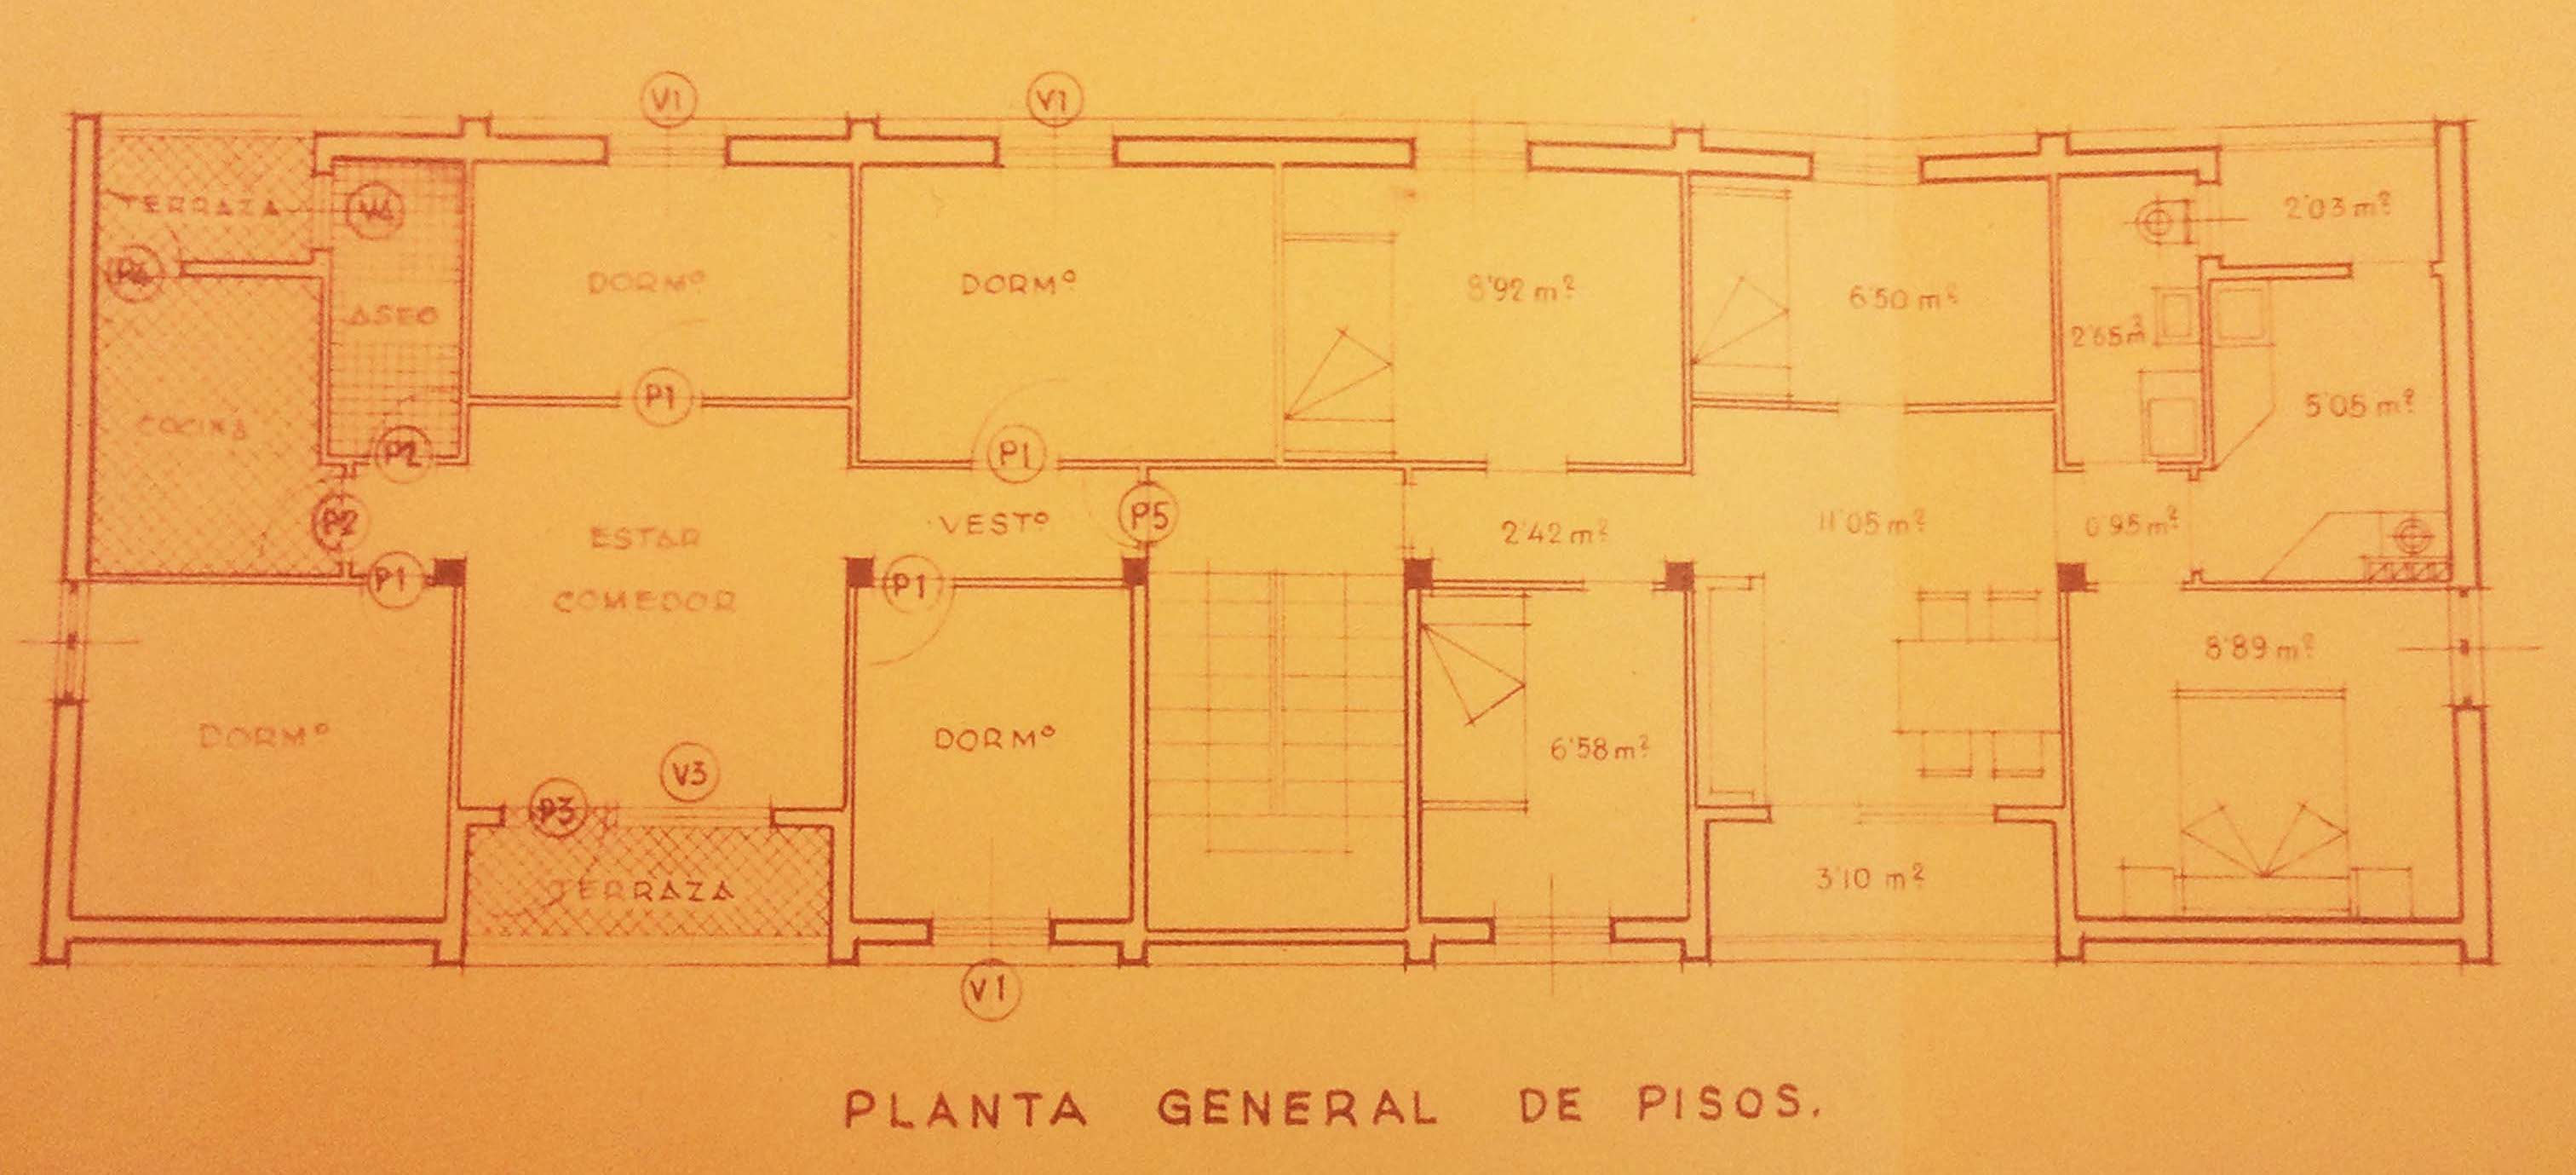 V1
V1
TERRAZA
V4
2'03 m²
P4
DORMº
DORMº
8'92 m²
6'50 m²
ASEO
2'65 m²
P1
5'05 m²
COCINA
P2
P1
P2
ESTAR
COMEDOR
VESTº
P5
2'42 m²
11'05 m²
0'95 m²
P1
P1
8'89 m²
DORMº
DORMº
6'58 m²
V3
P3
TERRAZA
3'10 m²
V1
PLANTA GENERAL DE PISOS.